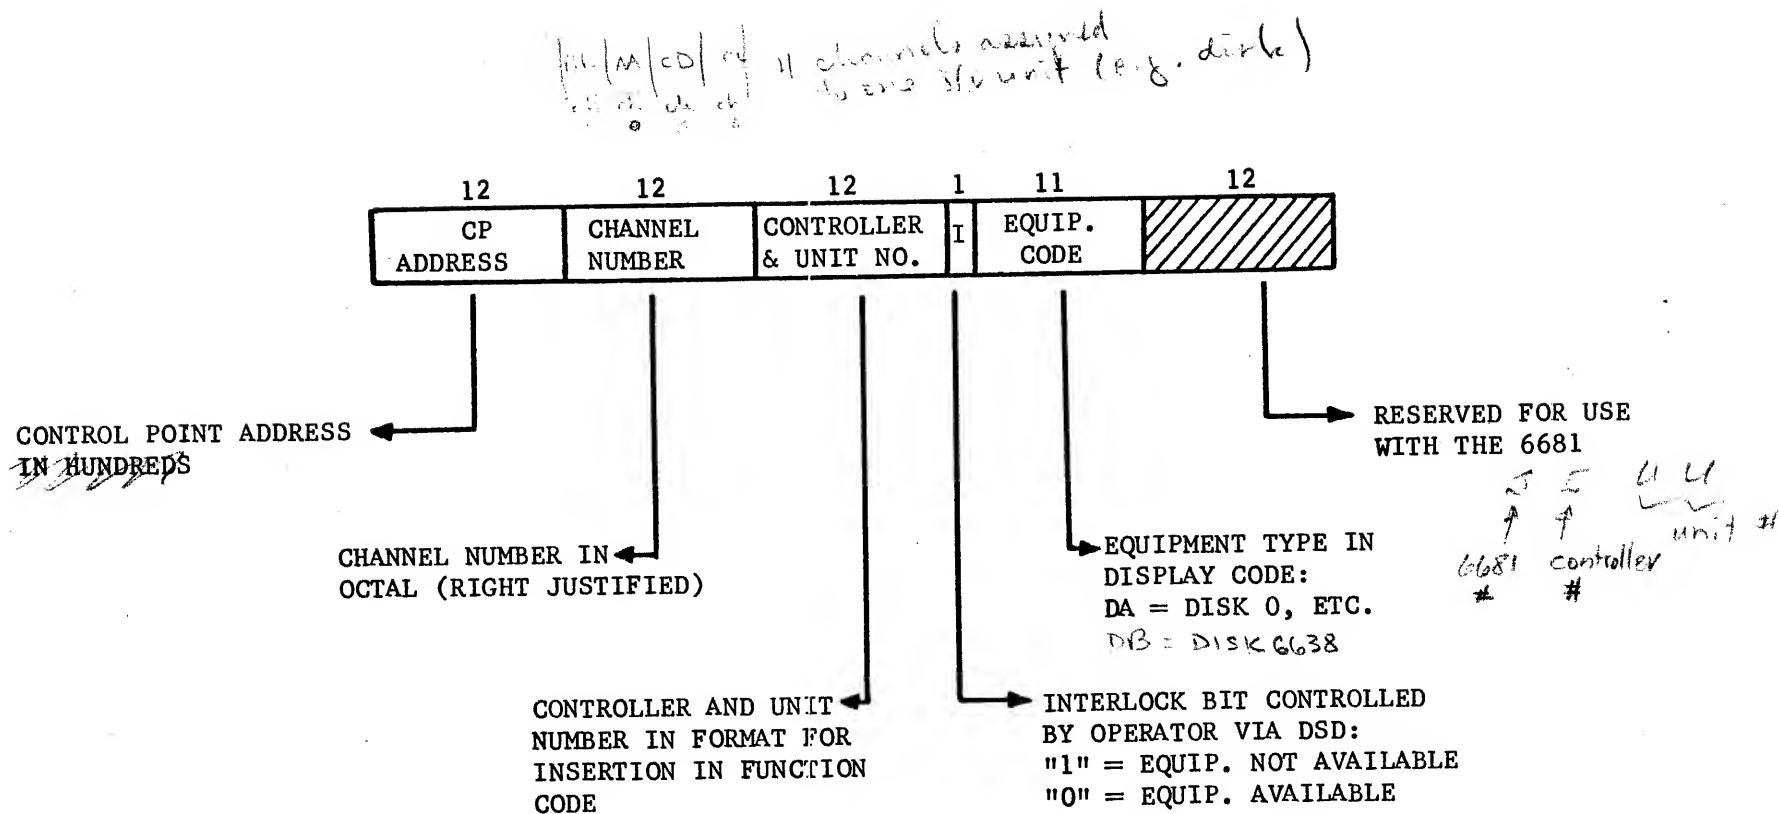 channels assigned
to one unit (e.g. disk)
12 12 12 1 11 12
CP ADDRESS
CHANNEL NUMBER
CONTROLLER & UNIT NO.
I
EQUIP. CODE
CONTROL POINT ADDRESS
IN HUNDREDS
RESERVED FOR USE
WITH THE 6681
U U
unit #
6681 #
controller #
CHANNEL NUMBER IN
OCTAL (RIGHT JUSTIFIED)
EQUIPMENT TYPE IN
DISPLAY CODE:
DA = DISK 0, ETC.
DB = DISK 6638
CONTROLLER AND UNIT
NUMBER IN FORMAT FOR
INSERTION IN FUNCTION
CODE
INTERLOCK BIT CONTROLLED
BY OPERATOR VIA DSD:
"1" = EQUIP. NOT AVAILABLE
"0" = EQUIP. AVAILABLE